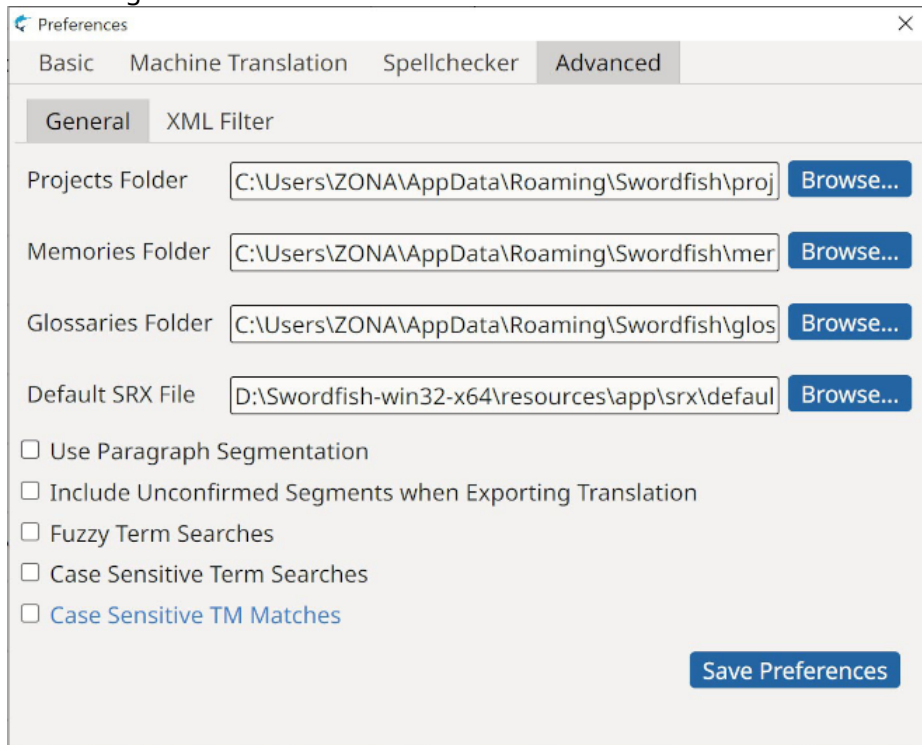 Preferences
Basic Machine Translation Spellchecker Advanced
General XML Filter
Projects Folder C:\Users\ZONA\AppData\Roaming\Swordfish\proj Browse...
Memories Folder C:\Users\ZONA\AppData\Roaming\Swordfish\mer Browse...
Glossaries Folder C:\Users\ZONA\AppData\Roaming\Swordfish\glos Browse...
Default SRX File D:\Swordfish-win32-x64\resources\app\srx\defaul Browse...
Use Paragraph Segmentation
Include Unconfirmed Segments when Exporting Translation
Fuzzy Term Searches
Case Sensitive Term Searches
Case Sensitive TM Matches
Save Preferences